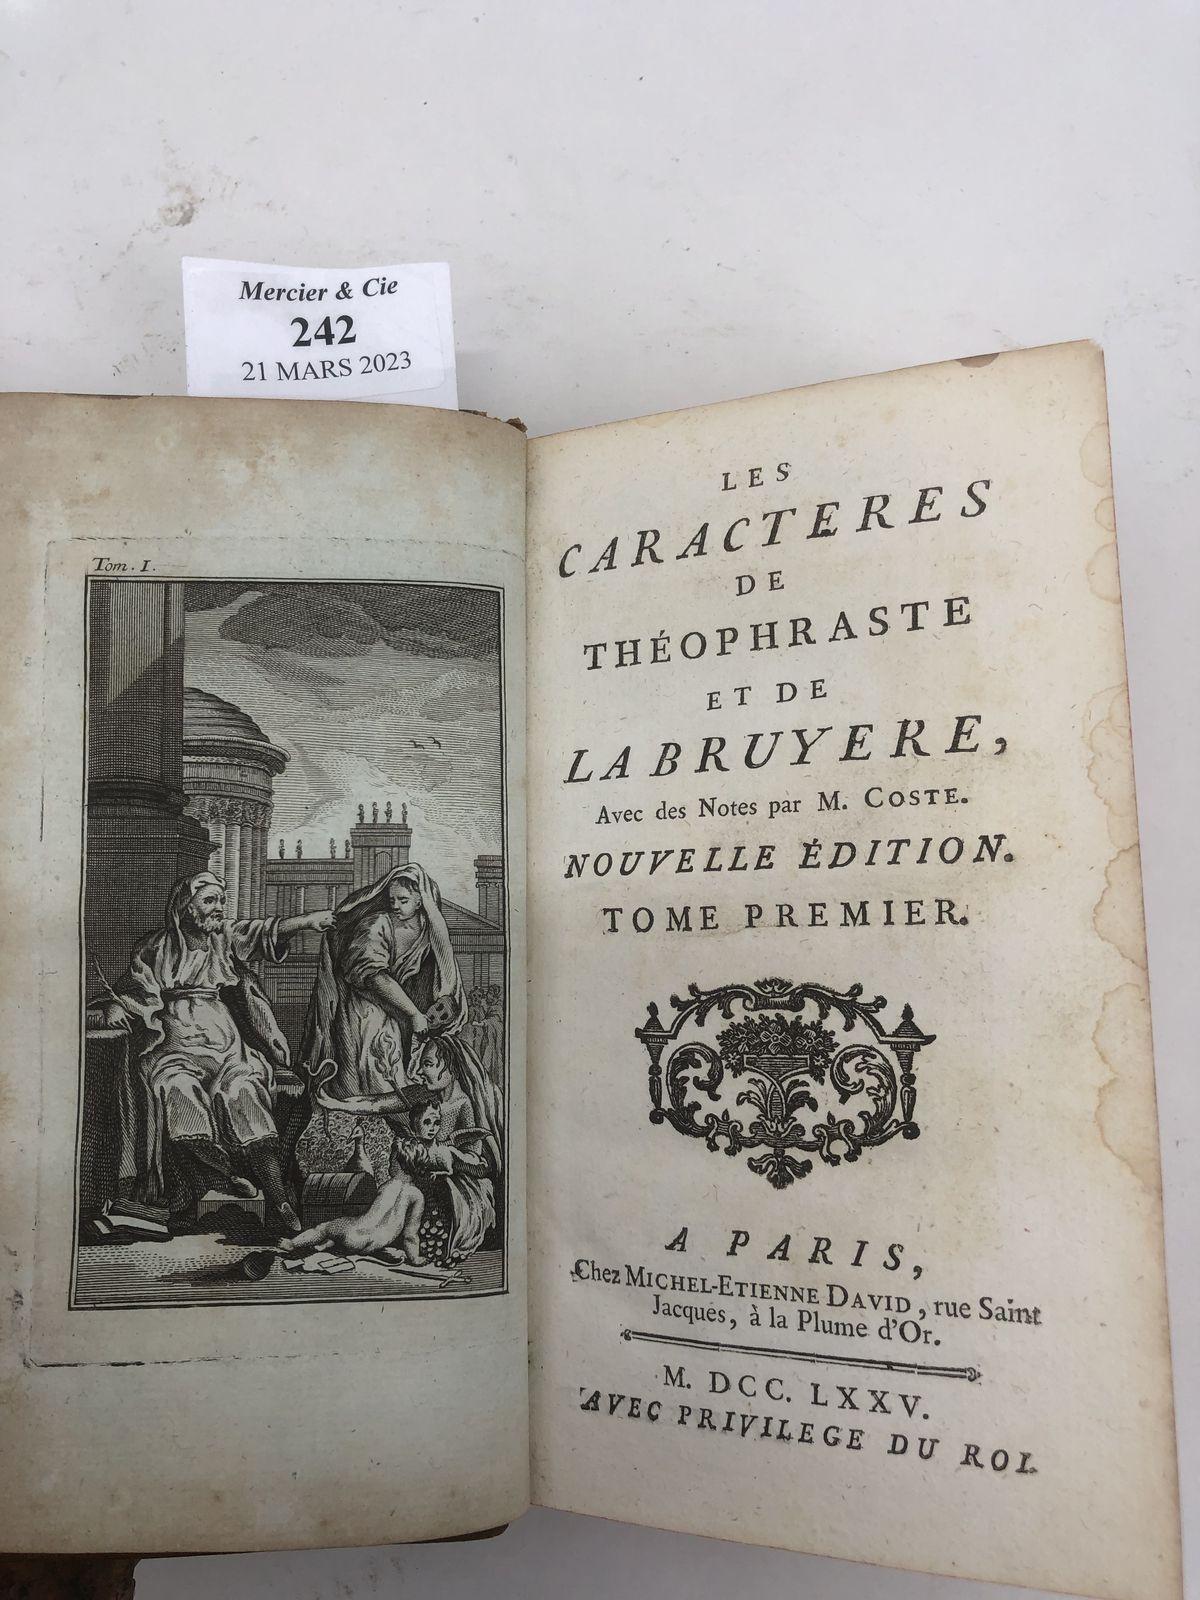 Mercier & Cie
242
21 MARS 2023
Tom. I.
LES
CARACTERES
DE
THÉOPHRASTE
ET DE
LABRUYERE,
Avec des Notes par M. COSTE.
NOUVELLE ÉDITION.
TOME PREMIER.
A PARIS,
Chez MICHEL-ETIENNE DAVID, rue Saint
Jacques, à la Plume d'Or.
M. DCC. LXXV.
AVEC PRIVILEGE DU ROI.